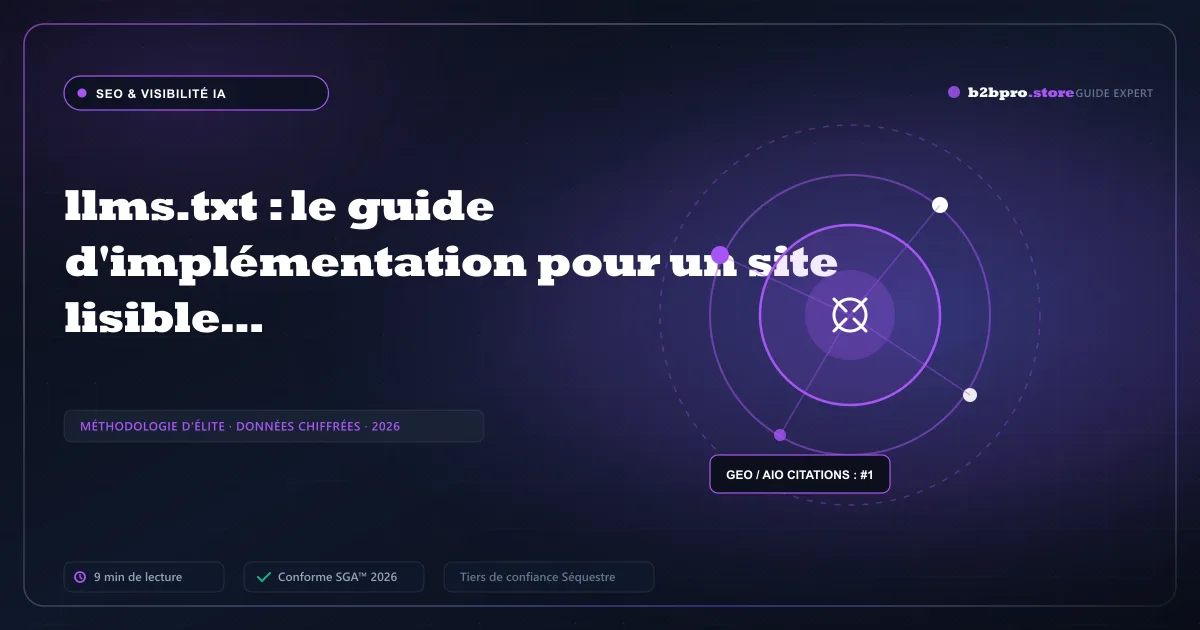 SEO & VISIBILITÉ IA
b2bpro.store GUIDE EXPERT
llms.txt : le guide
d'implémentation pour un site
lisible...
MÉTHODOLOGIE D'ÉLITE · DONNÉES CHIFFRÉES · 2026
GEO / AIO CITATIONS : #1
9 min de lecture
Conforme SGA™ 2026
Tiers de confiance Séquestre